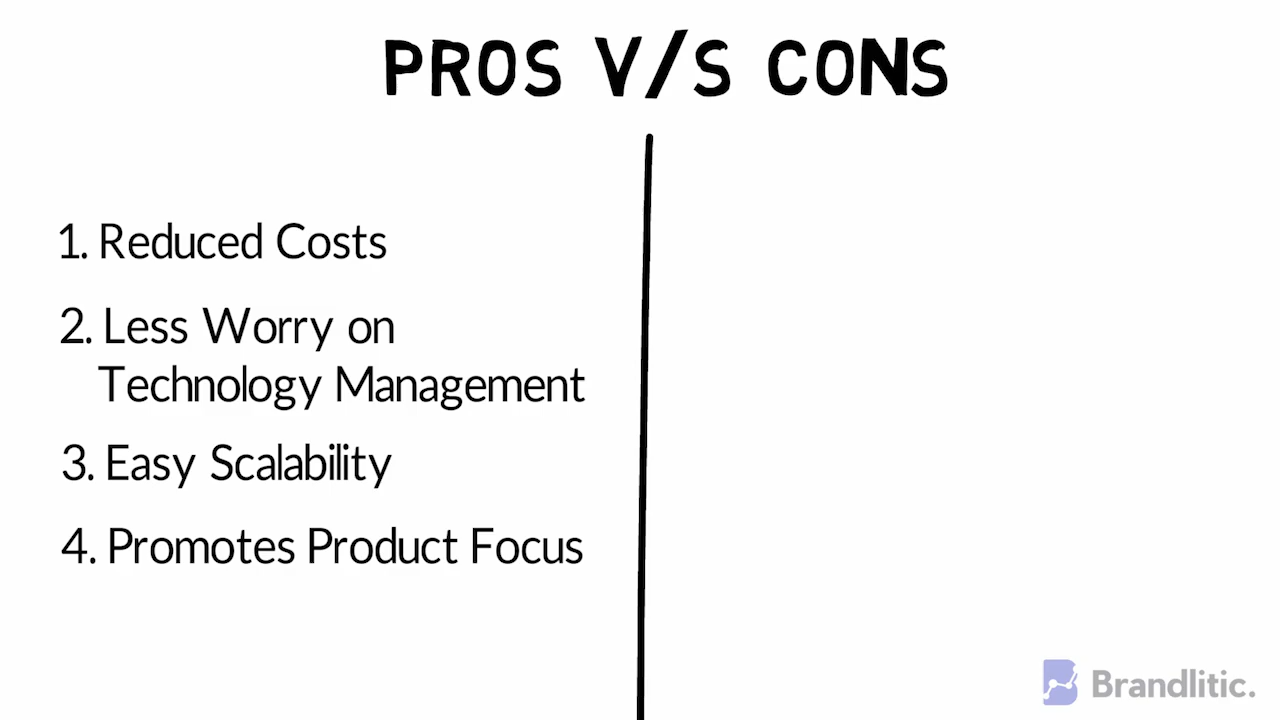 PROS V/S CONS
1. Reduced Costs
2. Less Worry on
Technology Management
3. Easy Scalability
4. Promotes Product Focus
Brandlitic.